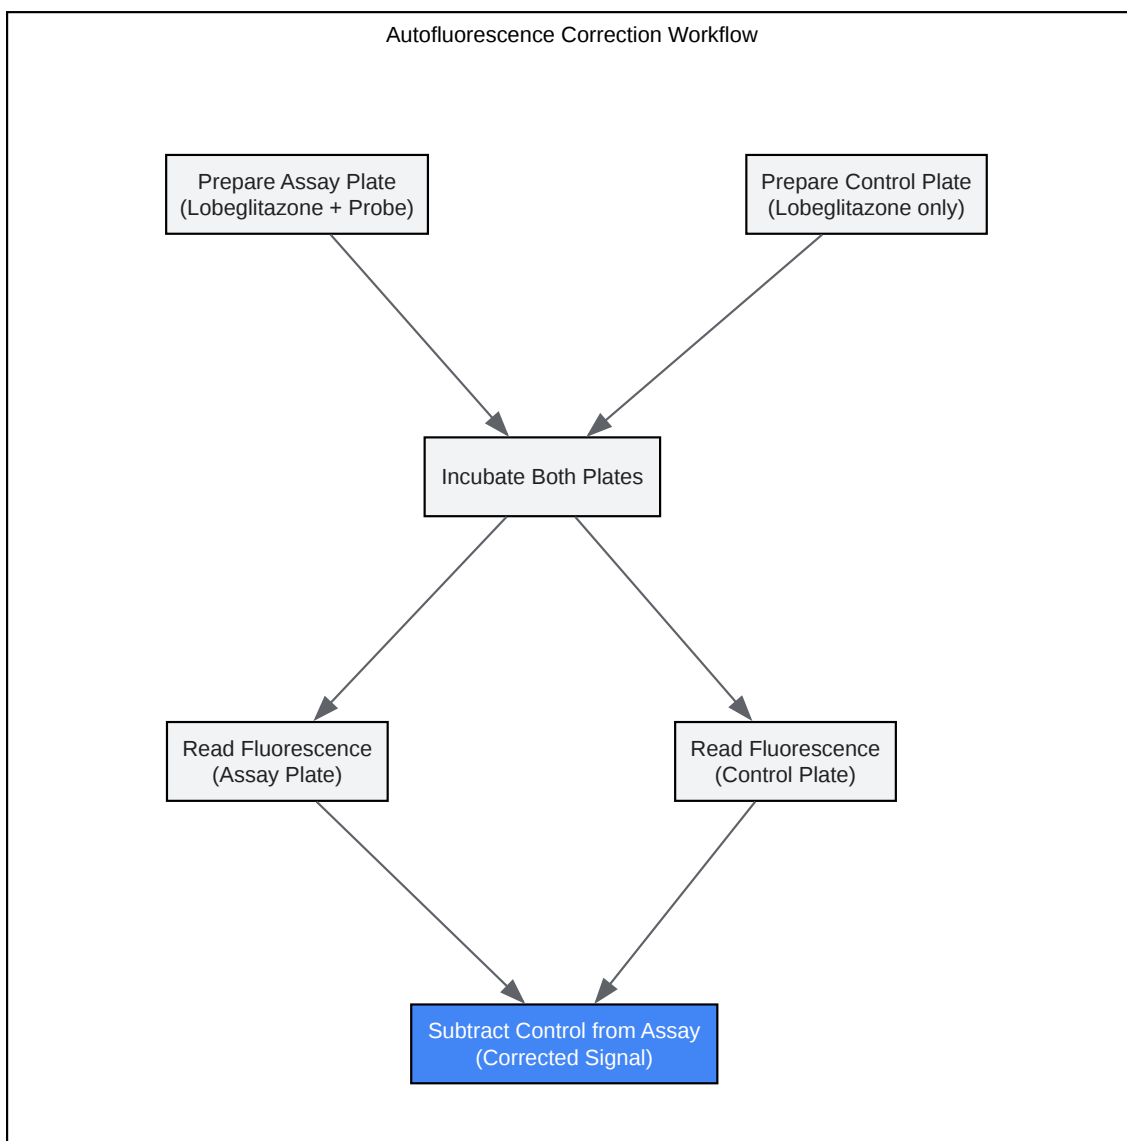 Autofluorescence Correction Workflow
Prepare Assay Plate
(Lobeglitazone + Probe)
Prepare Control Plate
(Lobeglitazone only)
Incubate Both Plates
Read Fluorescence
(Assay Plate)
Read Fluorescence
(Control Plate)
Subtract Control from Assay
(Corrected Signal)